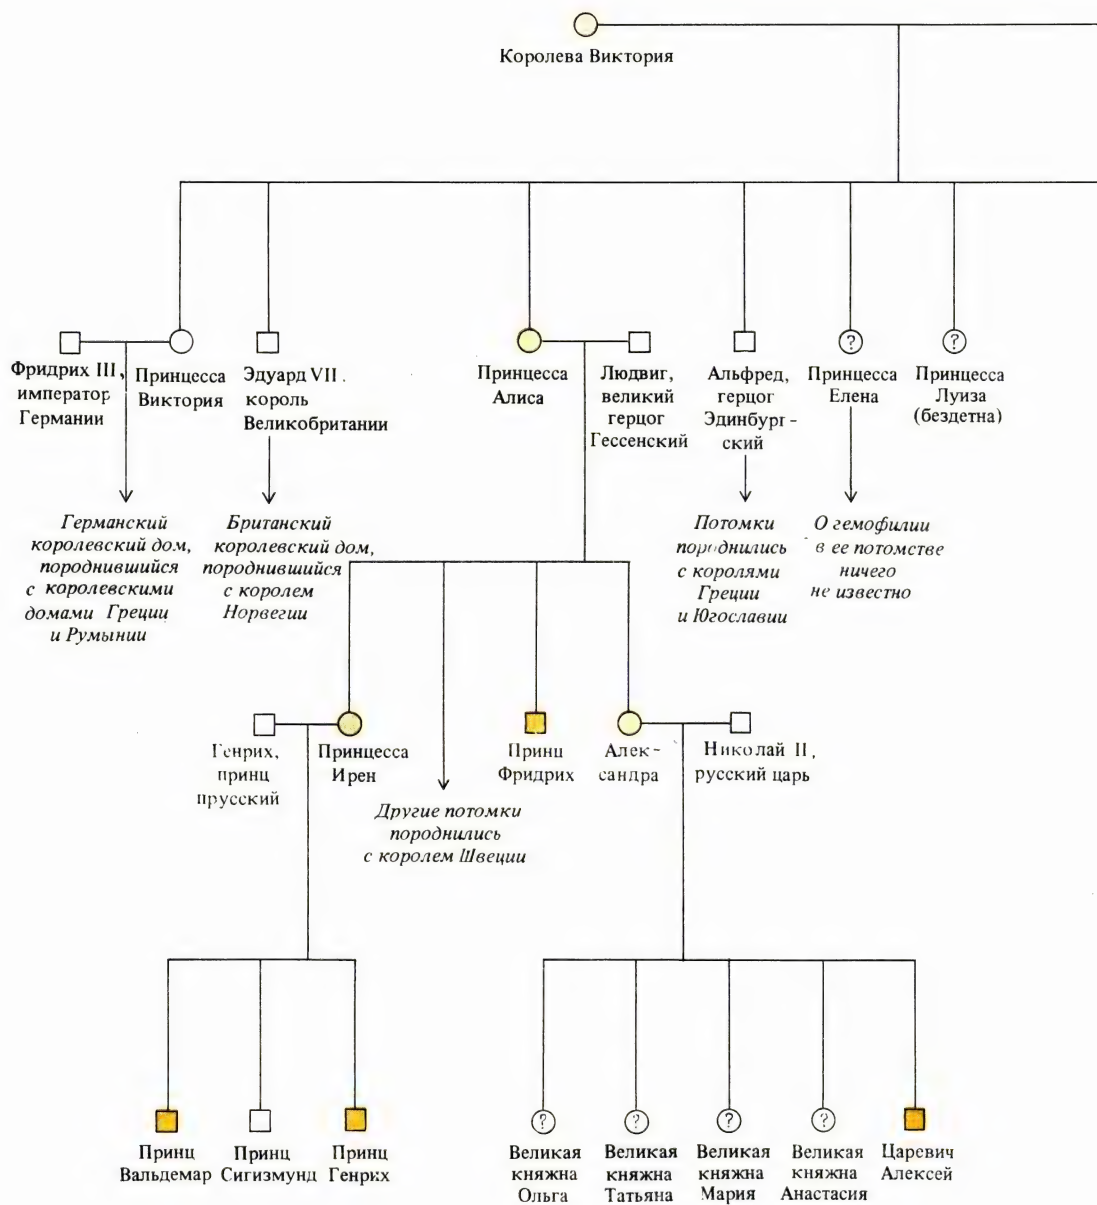 Королева Виктория
Фридрих III,
император
Германии
Принцесса
Виктория
Эдуард VII.
король
Великобритании
Принцесса
Алиса
Людвиг,
великий
герцог
Гессенский
Альфред,
герцог
Эдинбург-
ский
?
Принцесса
Елена
?
Принцесса
Луиза
(бездетна)
Германский
королевский дом,
породнившийся
с королевскими
домами Греции
и Румынии
Британский
королевский дом,
породнившийся
с королем
Норвегии
Потомки
породнились
с королями
Греции
и Югославии
О гемофилии
в ее потомстве
ничего
не известно
Генрих,
принц
прусский
Принцесса
Ирен
Другие потомки
породнились
с королем Швеции
Принц
Фридрих
Алек-
сандра
Николай II,
русский царь
Принц
Вальдемар
Принц
Сигизмунд
Принц
Генрих
?
Великая
княжна
Ольга
?
Великая
княжна
Татьяна
?
Великая
княжна
Мария
?
Великая
княжна
Анастасия
Царевич
Алексей